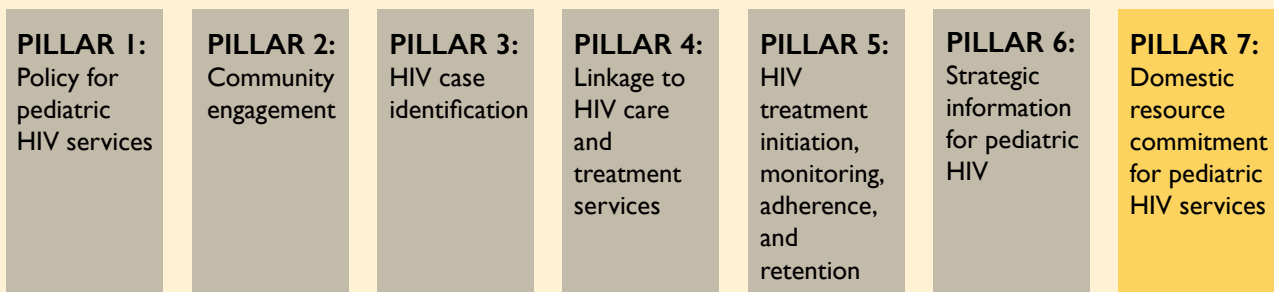 PILLAR 1:
Policy for
pediatric
HIV services
PILLAR 2:
Community
engagement
PILLAR 3:
HIV case
identification
PILLAR 4:
Linkage to
HIV care
and
treatment
services
PILLAR 5:
HIV
treatment
initiation,
monitoring,
adherence,
and
retention
PILLAR 6:
Strategic
information
for pediatric
HIV
PILLAR 7:
Domestic
resource
commitment
for pediatric
HIV services